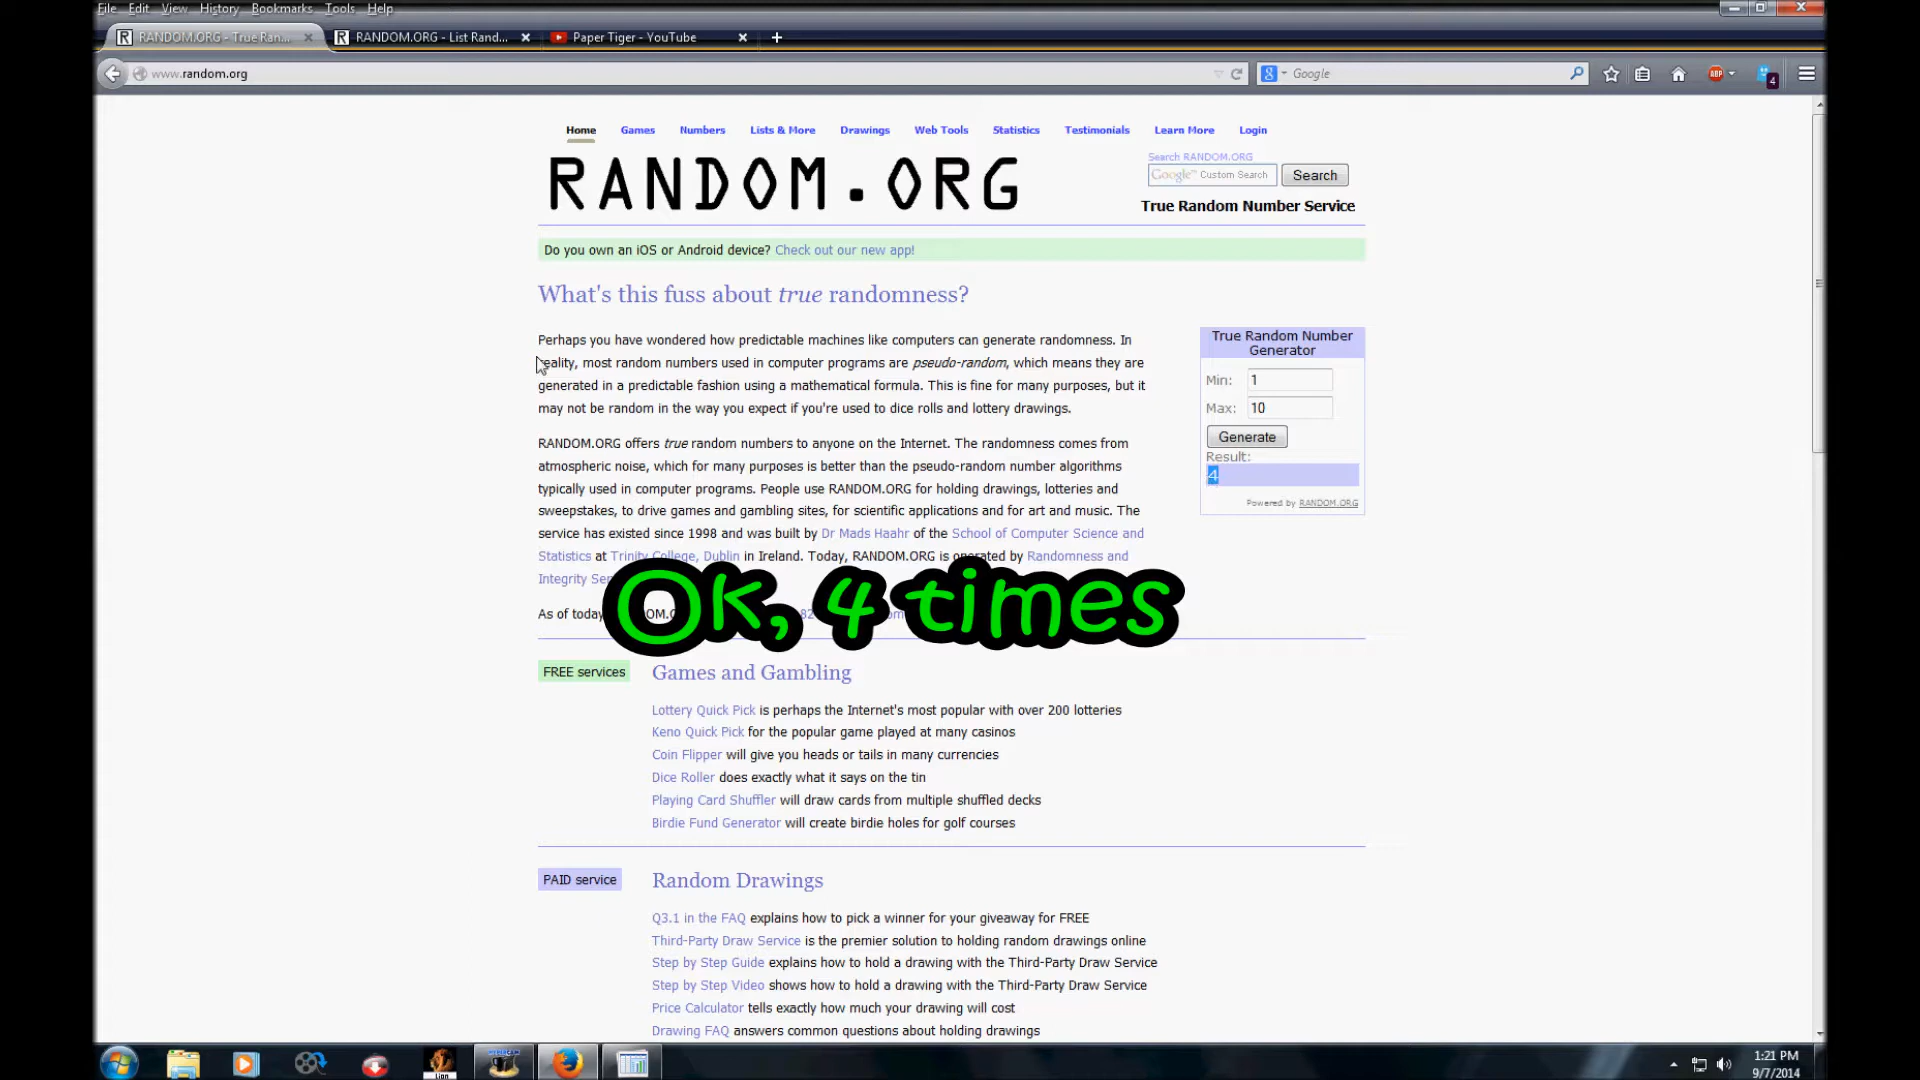 File Edit View History Bookmarks Tools Help
RANDOM.ORG - True Ran...
RANDOM.ORG - List Rand...
Paper Tiger - YouTube
www.random.org
Google
ABP
4
Home Games Numbers Lists & More Drawings Web Tools Statistics Testimonials Learn More Login
RANDOM.ORG
Search RANDOM.ORG
Google™ Custom Search
Search
True Random Number Service
Do you own an iOS or Android device? Check out our new app!
What's this fuss about true randomness?
Perhaps you have wondered how predictable machines like computers can generate randomness. In
reality, most random numbers used in computer programs are pseudo-random, which means they are
generated in a predictable fashion using a mathematical formula. This is fine for many purposes, but it
may not be random in the way you expect if you're used to dice rolls and lottery drawings.
RANDOM.ORG offers true random numbers to anyone on the Internet. The randomness comes from
atmospheric noise, which for many purposes is better than the pseudo-random number algorithms
typically used in computer programs. People use RANDOM.ORG for holding drawings, lotteries and
sweepstakes, to drive games and gambling sites, for scientific applications and for art and music. The
service has existed since 1998 and was built by Dr Mads Haahr of the School of Computer Science and
Statistics at Trinity College, Dublin in Ireland. Today, RANDOM.ORG is operated by Randomness and
Integrity
As of today
True Random Number
Generator
Min: 1
Max: 10
Generate
Result:
4
Powered by RANDOM.ORG
Ok, 4 times
FREE services
Games and Gambling
Lottery Quick Pick is perhaps the Internet's most popular with over 200 lotteries
Keno Quick Pick for the popular game played at many casinos
Coin Flipper will give you heads or tails in many currencies
Dice Roller does exactly what it says on the tin
Playing Card Shuffler will draw cards from multiple shuffled decks
Birdie Fund Generator will create birdie holes for golf courses
PAID service
Random Drawings
Q3.1 in the FAQ explains how to pick a winner for your giveaway for FREE
Third-Party Draw Service is the premier solution to holding random drawings online
Step by Step Guide explains how to hold a drawing with the Third-Party Draw Service
Step by Step Video shows how to hold a drawing with the Third-Party Draw Service
Price Calculator tells exactly how much your drawing will cost
Drawing FAQ answers common questions about holding drawings
Lion
1:21 PM
9/7/2014